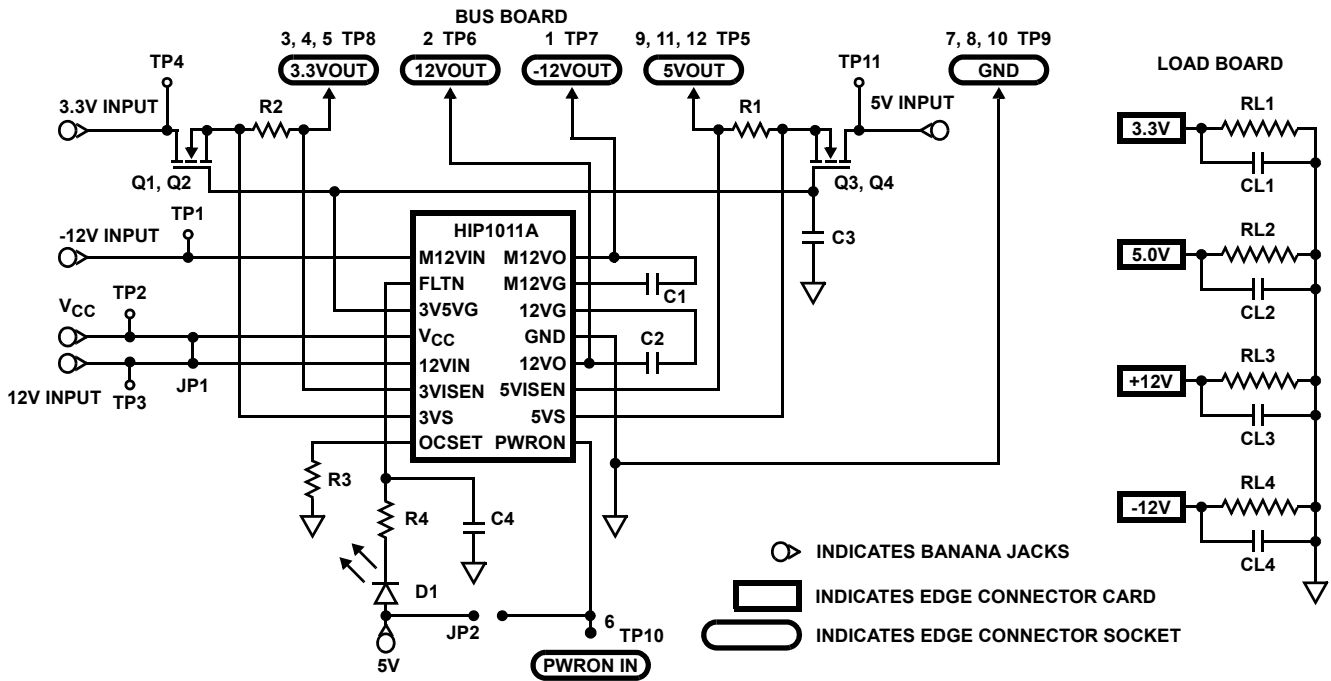 BUS BOARD
3, 4, 5 TP8
2 TP6
1 TP7
9, 11, 12 TP5
7, 8, 10 TP9
TP4
3.3VOUT
12VOUT
-12VOUT
5VOUT
TP11
GND
LOAD BOARD
3.3V INPUT
R2
R1
5V INPUT
Q1, Q2
Q3, Q4
TP1
-12V INPUT
HIP1011A
C3
M12VIN
M12VO
FLTN
M12VG
C1
3V5VG
12VG
VCC
TP2
VCC
GND
C2
12VIN
12VO
JP1
12V INPUT
TP3
3VISEN
5VISEN
3VS
5VS
OCSET
PWRON
R3
R4
C4
D1
JP2
5V
6
TP10
PWRON IN
3.3V
RL1
CL1
5.0V
RL2
CL2
+12V
RL3
CL3
-12V
RL4
CL4
INDICATES BANANA JACKS
INDICATES EDGE CONNECTOR CARD
INDICATES EDGE CONNECTOR SOCKET